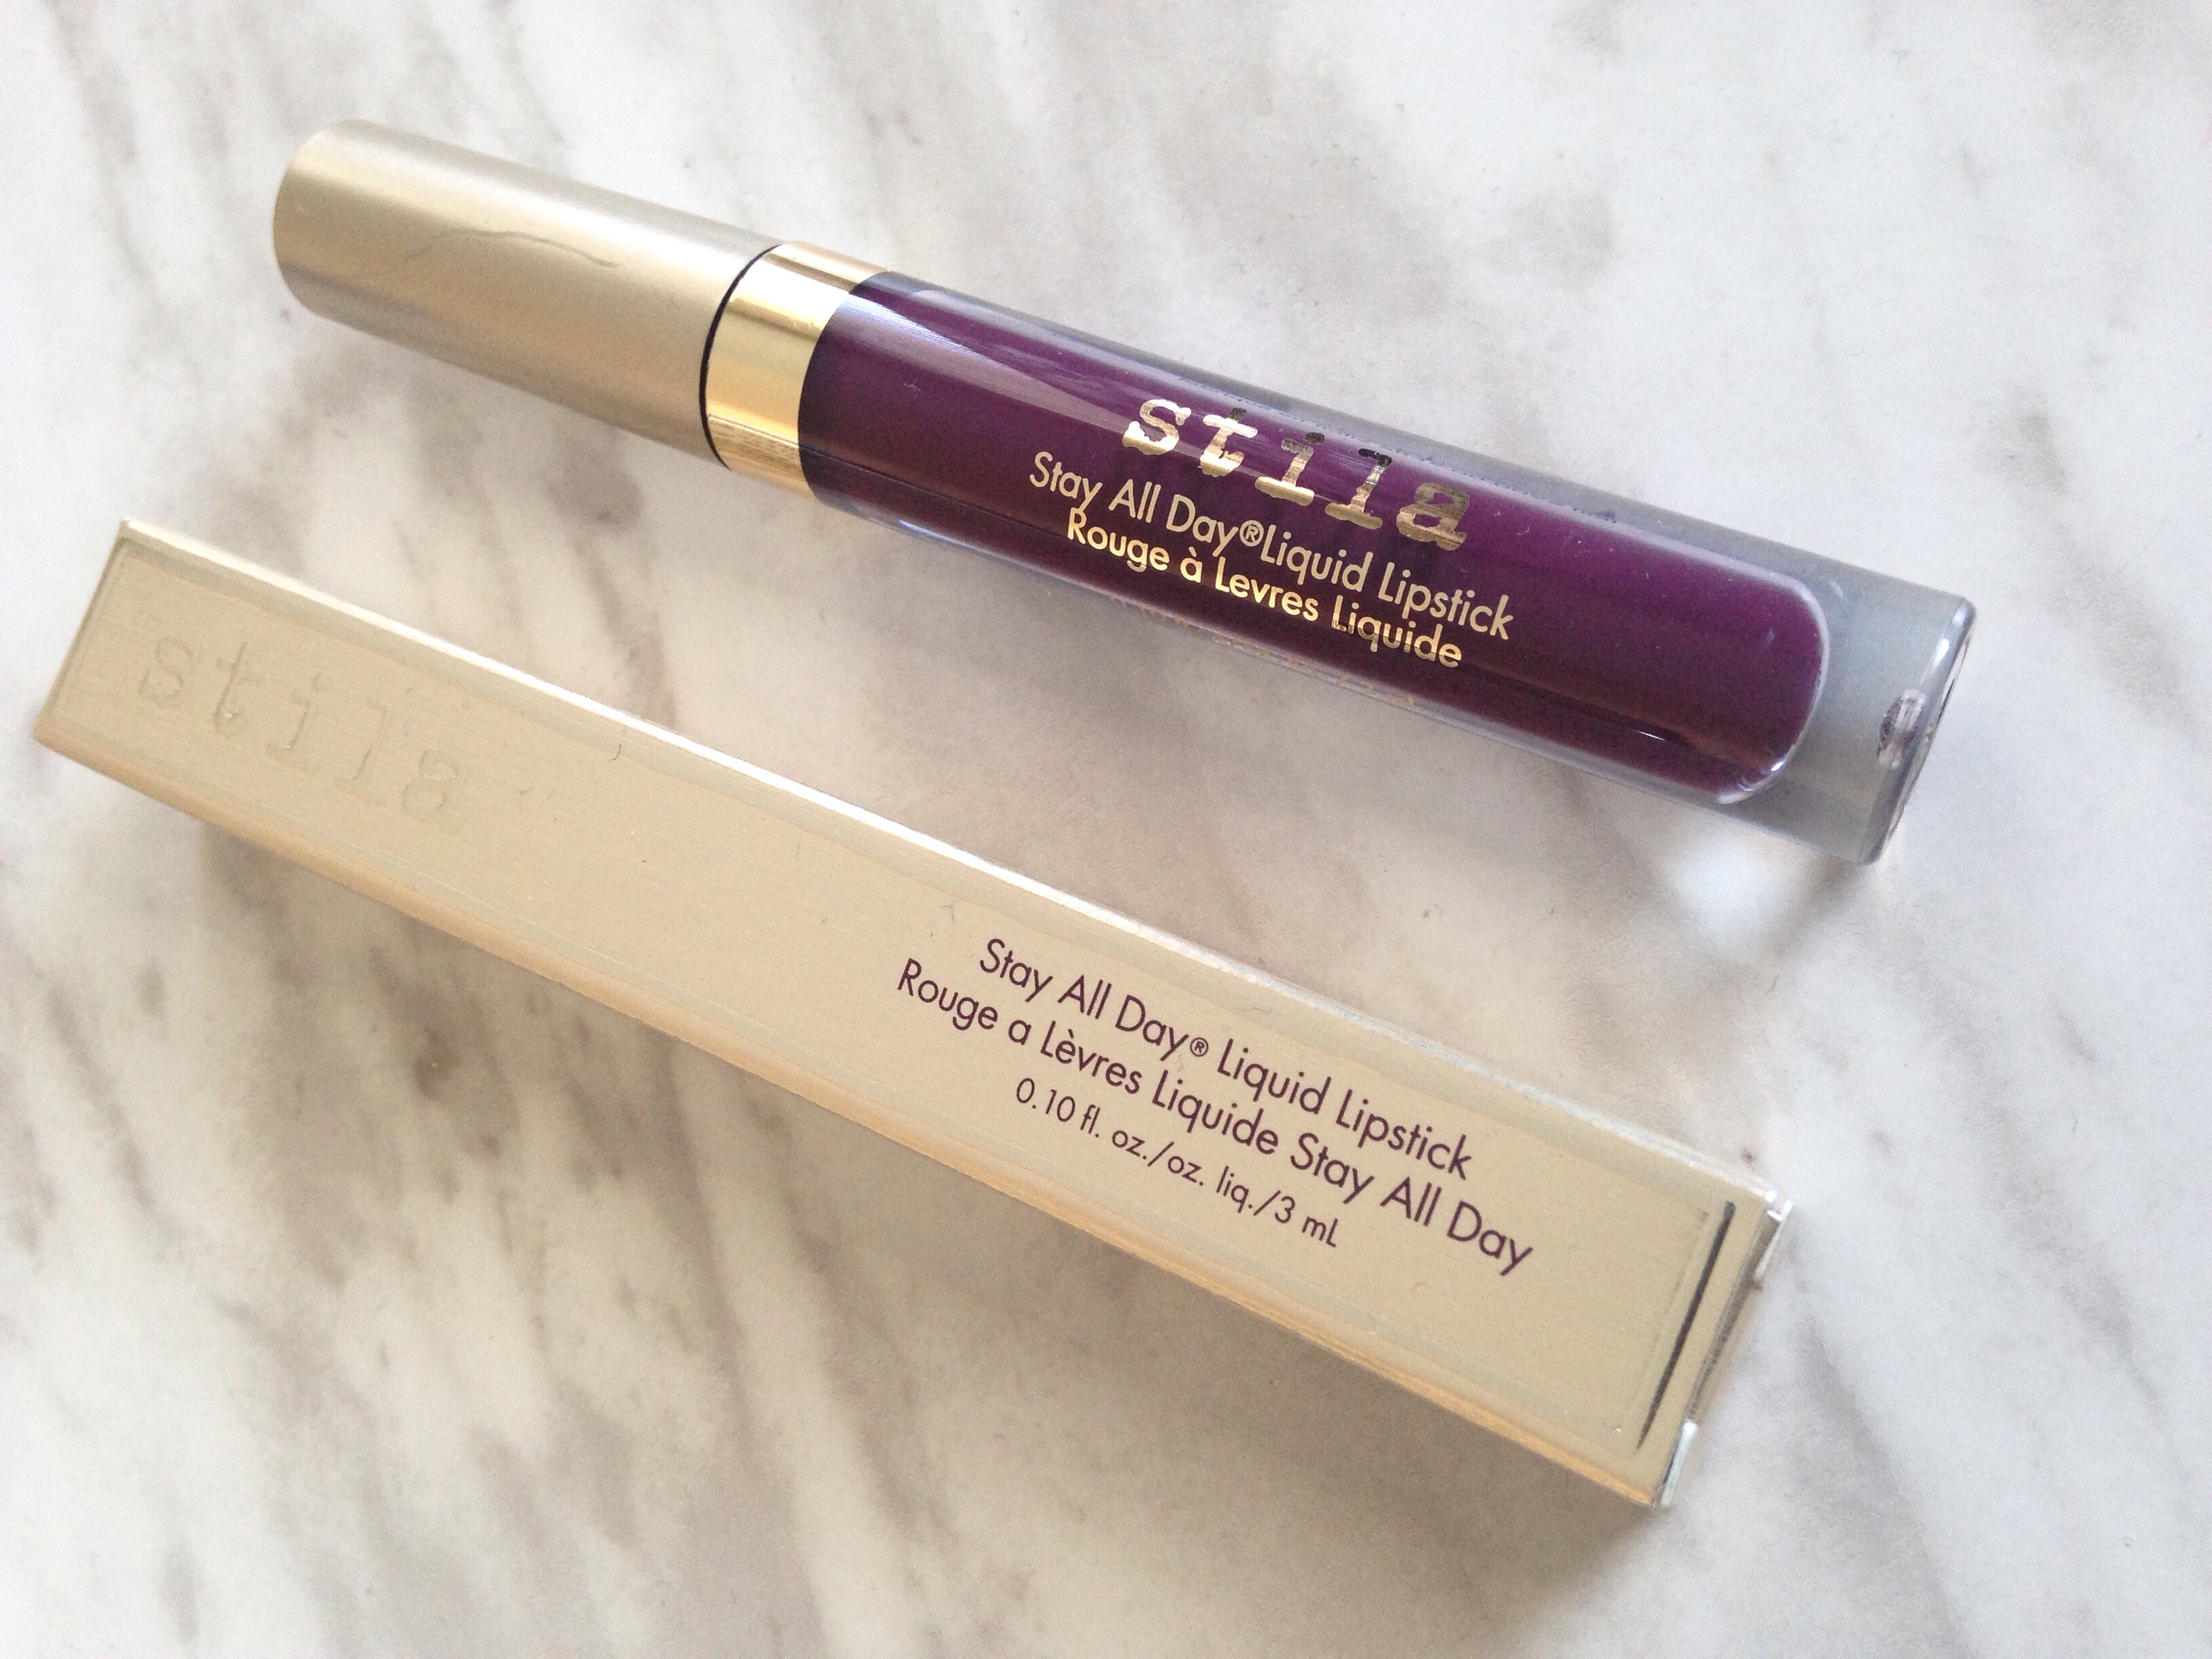 stila
Stay All Day®Liquid Lipstick
Rouge à Levres Liquide
stila
Stay All Day® Liquid Lipstick
Rouge a Lèvres Liquide Stay All Day
0.10 fl. oz./oz. liq./3 mL